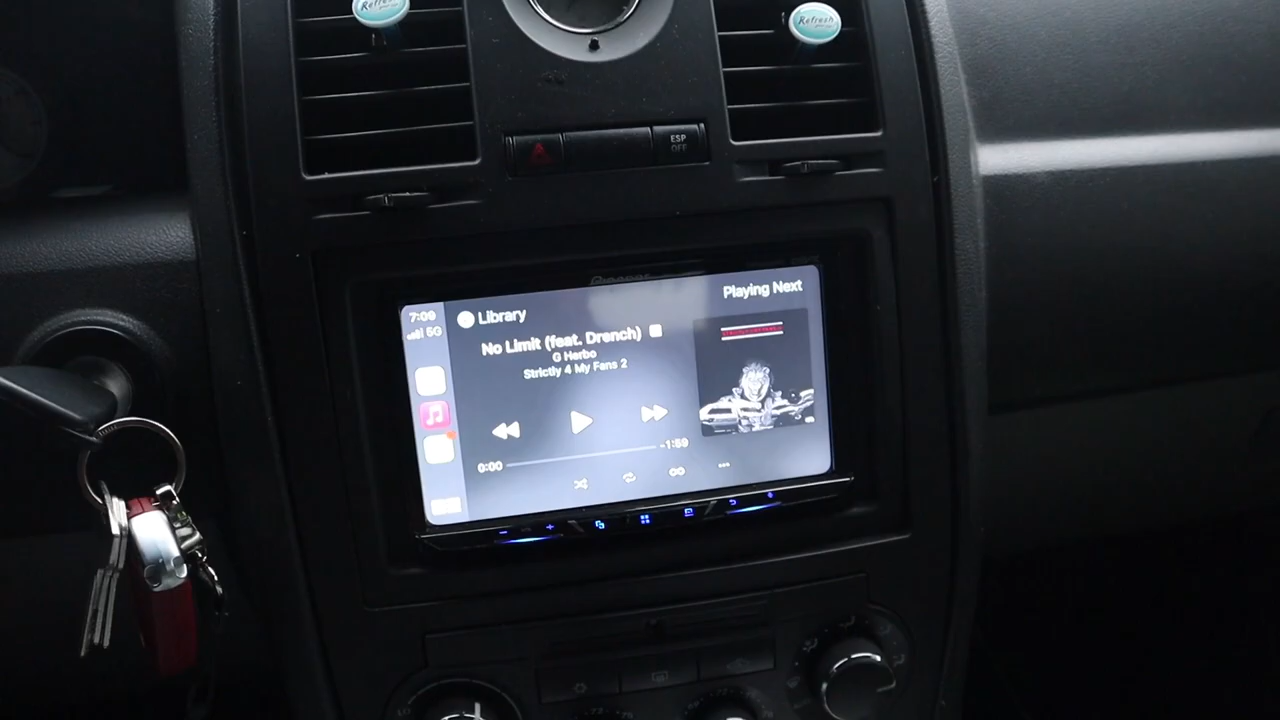 Refresh
Refresh
ESP
OFF
Pioneer
7:09
5G
Library
Playing Next
No Limit (feat. Drench) E
G Herbo
Strictly 4 My Fans 2
0:00
-1:59